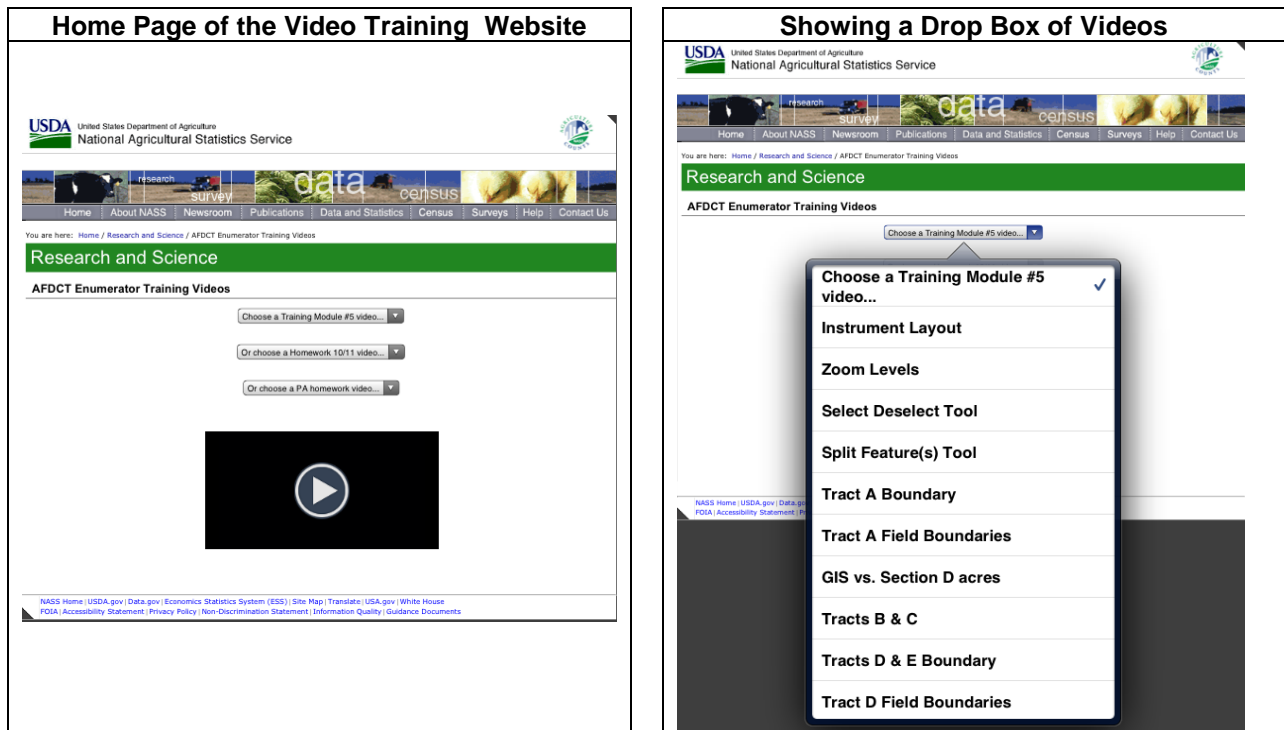 Home Page of the Video Training Website
USDA United States Department of Agriculture
National Agricultural Statistics Service
research
survey
data
census
Home About NASS Newsroom Publications Data and Statistics Census Surveys Help Contact Us
You are here: Home / Research and Science / AFDCT Enumerator Training Videos
Research and Science
AFDCT Enumerator Training Videos
Choose a Training Module #5 video...
Or choose a Homework 10/11 video...
Or choose a PA homework video...
NASS Home | USDA.gov | Data.gov | Economics Statistics System (ESS) | Site Map | Translate | USA.gov | White House
FOIA | Accessibility Statement | Privacy Policy | Non-Discrimination Statement | Information Quality | Guidance Documents
Showing a Drop Box of Videos
USDA United States Department of Agriculture
National Agricultural Statistics Service
research
survey
data
census
Home About NASS Newsroom Publications Data and Statistics Census Surveys Help Contact Us
You are here: Home / Research and Science / AFDCT Enumerator Training Videos
Research and Science
AFDCT Enumerator Training Videos
Choose a Training Module #5 video...
Choose a Training Module #5
video...
Instrument Layout
Zoom Levels
Select Deselect Tool
Split Feature(s) Tool
Tract A Boundary
Tract A Field Boundaries
GIS vs. Section D acres
Tracts B & C
Tracts D & E Boundary
Tract D Field Boundaries
NASS Home | USDA.gov |
FOIA | Accessibility Statement |